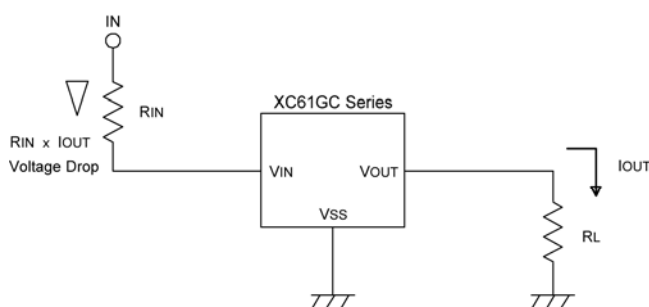 IN
RIN
RIN x IOUT
Voltage Drop
XC61GC Series
VIN
VOUT
VSS
IOUT
RL